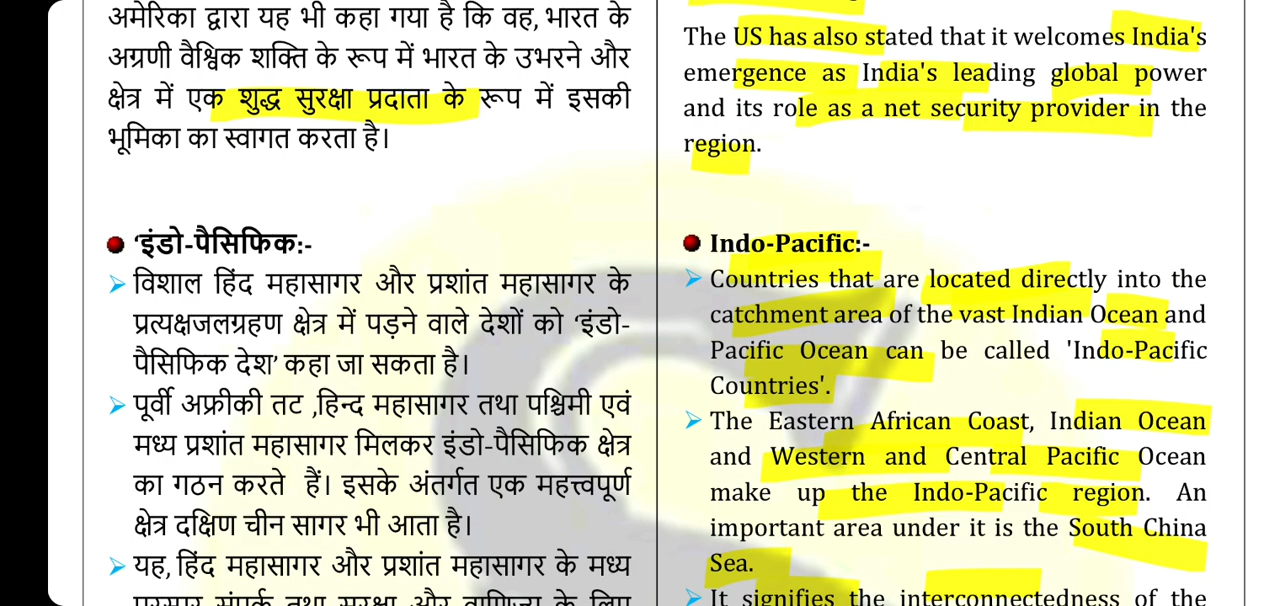 अमेरिका द्वारा यह भी कहा गया है कि वह, भारत के
अग्रणी वैश्विक शक्ति के रूप में भारत के उभरने और
क्षेत्र में एक शुद्ध सुरक्षा प्रदाता के रूप में इसकी
भूमिका का स्वागत करता है।
● ‘इंडो-पैसिफिक:-
➢ विशाल हिंद महासागर और प्रशांत महासागर के
प्रत्यक्षजलग्रहण क्षेत्र में पड़ने वाले देशों को ‘इंडो-
पैसिफिक देश’ कहा जा सकता है।
➢ पूर्वी अफ्रीकी तट ,हिन्द महासागर तथा पश्चिमी एवं
मध्य प्रशांत महासागर मिलकर इंडो-पैसिफिक क्षेत्र
का गठन करते हैं। इसके अंतर्गत एक महत्त्वपूर्ण
क्षेत्र दक्षिण चीन सागर भी आता है।
➢ यह, हिंद महासागर और प्रशांत महासागर के मध्य
परस्पर संपर्क तथा सुरक्षा और वाणिज्य के लिए
The US has also stated that it welcomes India's
emergence as India's leading global power
and its role as a net security provider in the
region.
● Indo-Pacific:-
➢ Countries that are located directly into the
catchment area of the vast Indian Ocean and
Pacific Ocean can be called 'Indo-Pacific
Countries'.
➢ The Eastern African Coast, Indian Ocean
and Western and Central Pacific Ocean
make up the Indo-Pacific region. An
important area under it is the South China
Sea.
➢ It signifies the interconnectedness of the